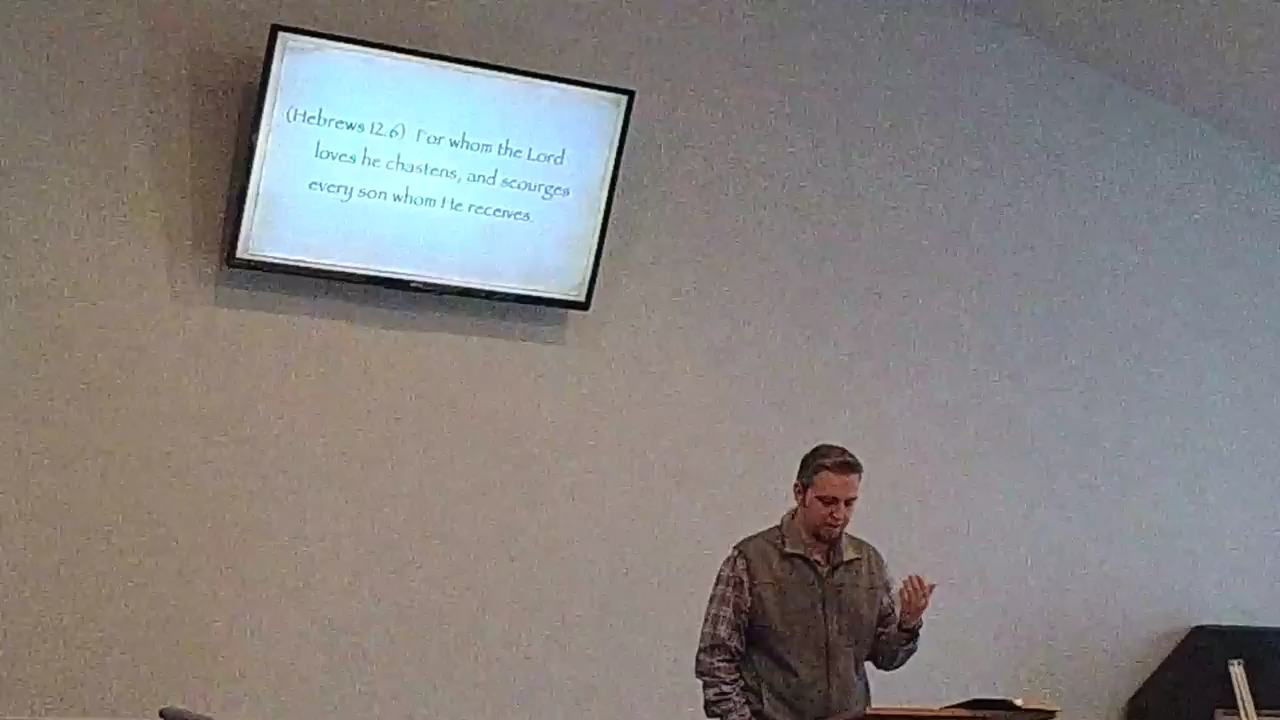 (Hebrews 12.6) For whom the Lord
loves he chastens, and scourges
every son whom He receives.